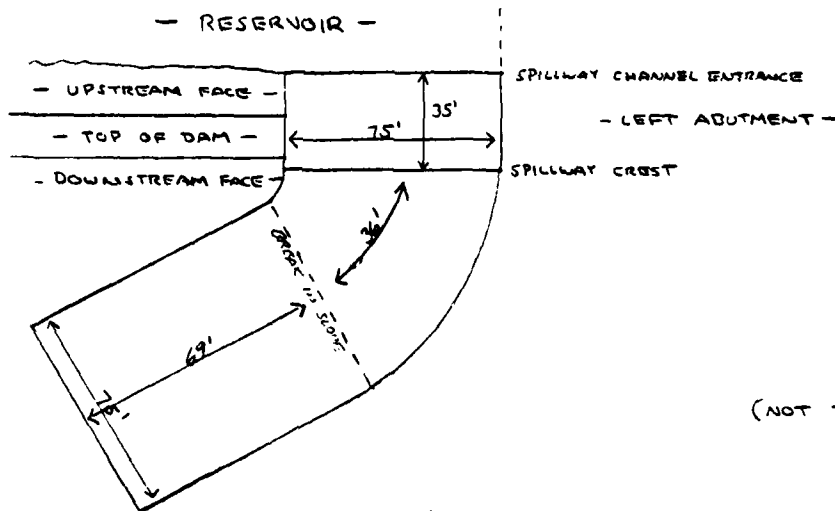 - RESERVOIR -
SPILLWAY CHANNEL ENTRANCE
- UPSTREAM FACE -
35'
- LEFT ABUTMENT -
- TOP OF DAM -
75'
- DOWNSTREAM FACE -
SPILLWAY CREST
36'
BREAK IN SLOPE
69'
75'
(NOT